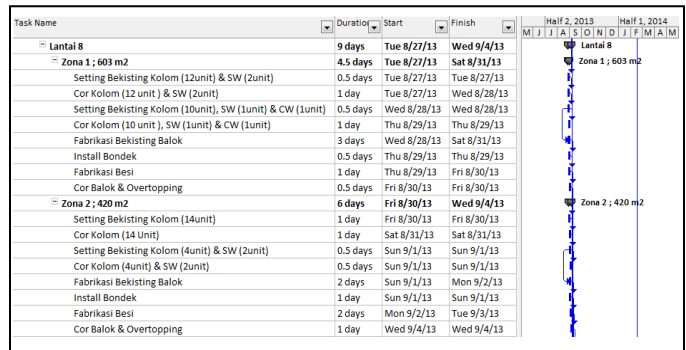 Task Name Duration Start Finish Half 2, 2013 Half 1, 2014
M J J A S O N D J F M A M
Lantai 8 9 days Tue 8/27/13 Wed 9/4/13 Lantai 8
Zona 1 ; 603 m2 4.5 days Tue 8/27/13 Sat 8/31/13 Zona 1 ; 603 m2
Setting Bekisting Kolom (12unit) & SW (2unit) 0.5 days Tue 8/27/13 Tue 8/27/13
Cor Kolom (12 unit ) & SW (2unit) 1 day Tue 8/27/13 Wed 8/28/13
Setting Bekisting Kolom (10unit), SW (1unit) & CW (1unit) 0.5 days Wed 8/28/13 Wed 8/28/13
Cor Kolom (10 unit ), SW (1unit) & CW (1unit) 1 day Thu 8/29/13 Thu 8/29/13
Fabrikasi Bekisting Balok 3 days Wed 8/28/13 Sat 8/31/13
Install Bondek 0.5 days Thu 8/29/13 Thu 8/29/13
Fabrikasi Besi 1 day Thu 8/29/13 Fri 8/30/13
Cor Balok & Overtopping 0.5 days Fri 8/30/13 Fri 8/30/13
Zona 2 ; 420 m2 6 days Fri 8/30/13 Wed 9/4/13 Zona 2 ; 420 m2
Setting Bekisting Kolom (14unit) 1 day Fri 8/30/13 Fri 8/30/13
Cor Kolom (14 Unit) 1 day Sat 8/31/13 Sat 8/31/13
Setting Bekisting Kolom (4unit) & SW (2unit) 0.5 days Sun 9/1/13 Sun 9/1/13
Cor Kolom (4unit) & SW (2unit) 0.5 days Sun 9/1/13 Sun 9/1/13
Fabrikasi Bekisting Balok 2 days Sun 9/1/13 Mon 9/2/13
Install Bondek 1 day Sun 9/1/13 Sun 9/1/13
Fabrikasi Besi 2 days Mon 9/2/13 Tue 9/3/13
Cor Balok & Overtopping 1 day Wed 9/4/13 Wed 9/4/13